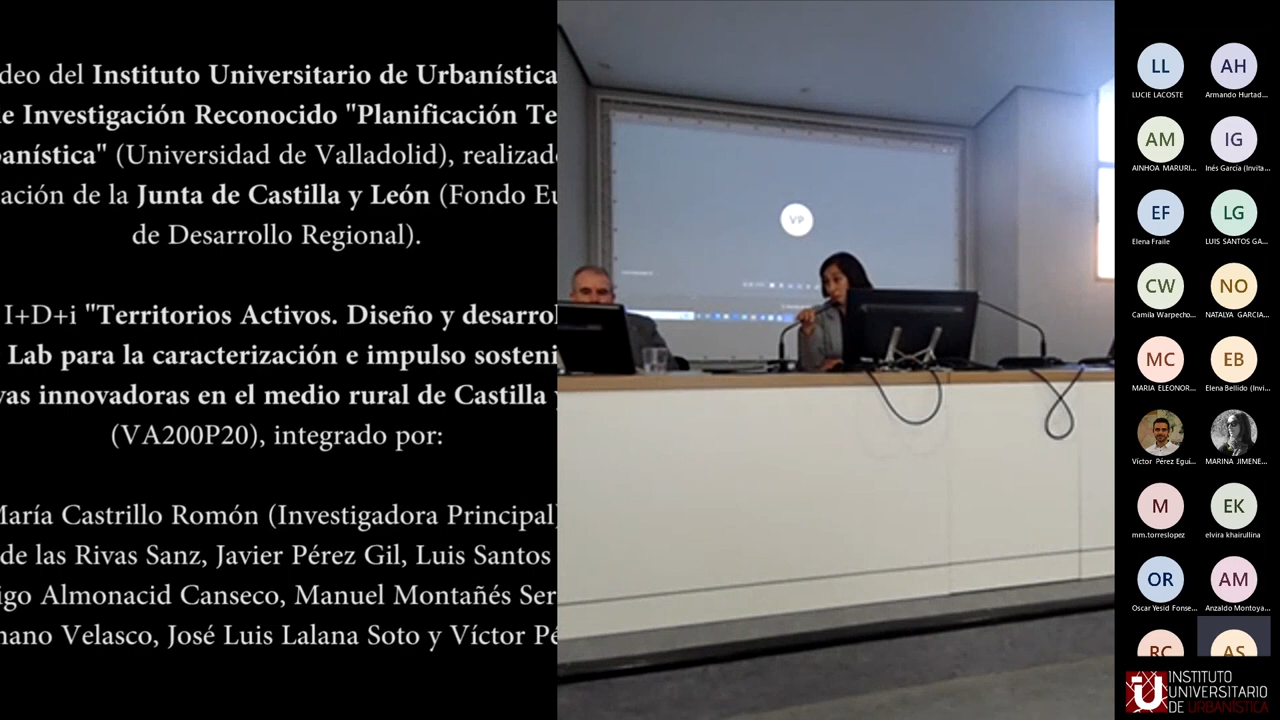 deo del Instituto Universitario de Urbanística
de Investigación Reconocido "Planificación Te
banística" (Universidad de Valladolid), realizado
ación de la Junta de Castilla y León (Fondo Eu
de Desarrollo Regional).
I+D+i "Territorios Activos. Diseño y desarrol
Lab para la caracterización e impulso sosteni
vas innovadoras en el medio rural de Castilla y
(VA200P20), integrado por:
María Castrillo Román (Investigadora Principal)
de las Rivas Sanz, Javier Pérez Gil, Luis Santos
igo Almonacid Canseco, Manuel Montañés Ser
nano Velasco, José Luis Lalana Soto y Víctor Pé
VP
LL
LUCIE LACOSTE
AH
Armando Hurtad...
AM
AINHOA MARURI...
IG
Inés García (Invita...
EF
Elena Fraile
LG
LUIS SANTOS GA...
CW
Camila Warpecho...
NO
NATALYA GARCIA...
MC
MARIA ELEONOR...
EB
Elena Bellido (Invi...
Víctor Pérez Egui...
MARINA JIMENE...
M
mm.torreslopez
EK
elvira khairullina
OR
Oscar Yesid Fonse...
AM
Anzaldo Montoya...
RC
AS
INSTITUTO
UNIVERSITARIO
DE URBANÍSTICA